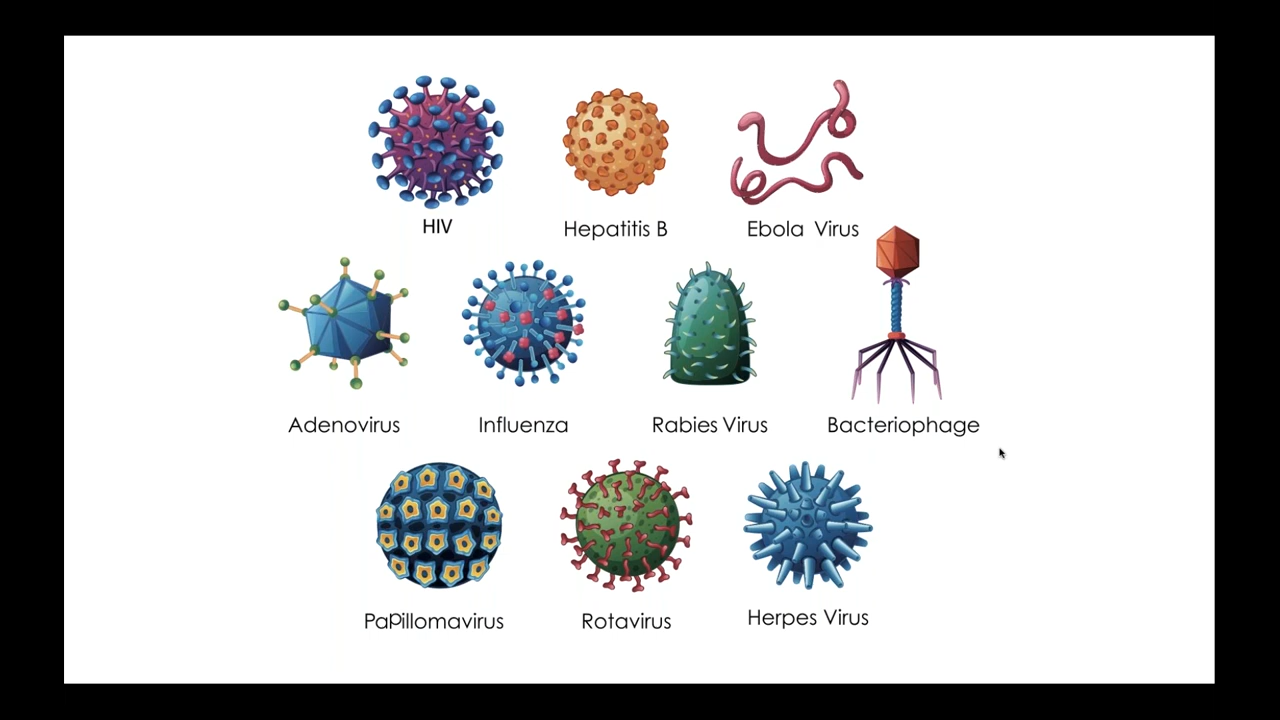 HIV
Hepatitis B
Ebola Virus
Adenovirus
Influenza
Rabies Virus
Bacteriophage
Papillomavirus
Rotavirus
Herpes Virus